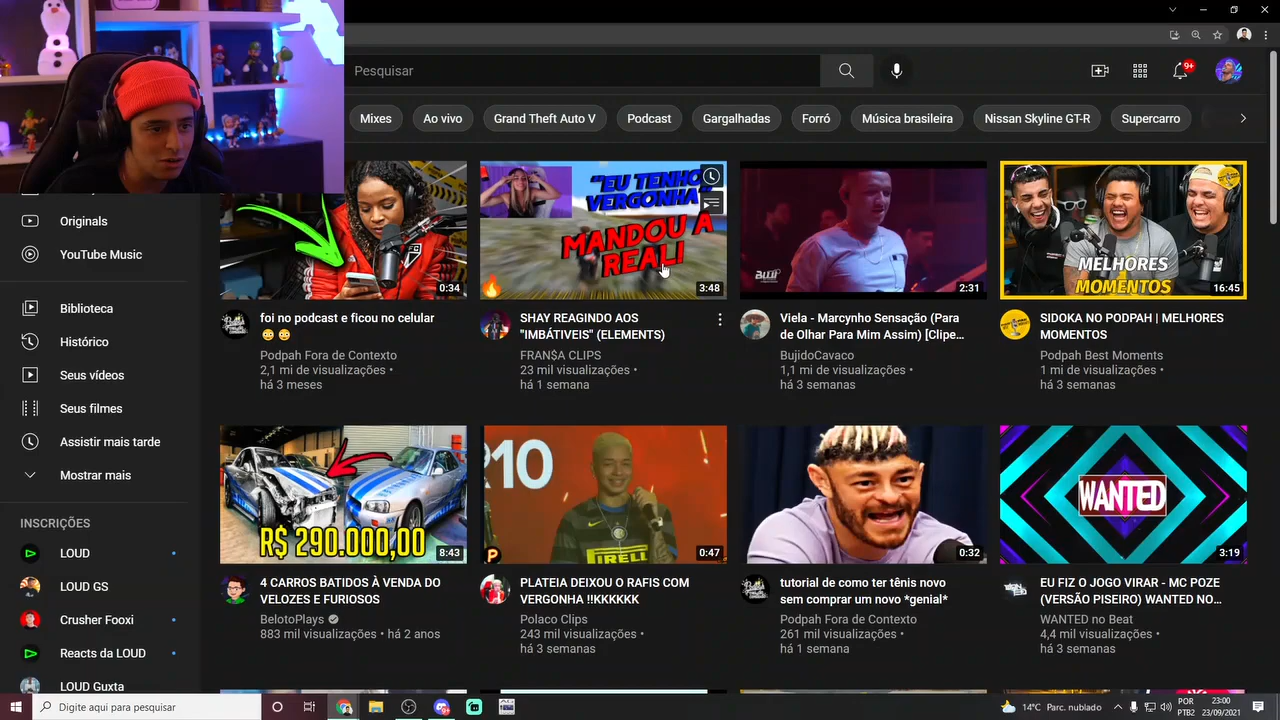 Pesquisar
9+
Mixes
Ao vivo
Grand Theft Auto V
Podcast
Gargalhadas
Forró
Música brasileira
Nissan Skyline GT-R
Supercarro
Originals
YouTube Music
Biblioteca
Histórico
Seus vídeos
Seus filmes
Assistir mais tarde
Mostrar mais
INSCRIÇÕES
LOUD
LOUD GS
Crusher Fooxi
Reacts da LOUD
LOUD Guxta
0:34
foi no podcast e ficou no celular
Podpah Fora de Contexto
2,1 mi de visualizações •
há 3 meses
"EU TENHO
VERGONHA"
MANDOU A
REAL!
3:48
SHAY REAGINDO AOS
"IMBÁTIVEIS" (ELEMENTS)
FRAN$A CLIPS
23 mil visualizações •
há 1 semana
2:31
Viela - Marcynho Sensação (Para
de Olhar Para Mim Assim) [Clipe...
BujidoCavaco
1,1 mi de visualizações •
há 3 semanas
MELHORES
MOMENTOS
16:45
SIDOKA NO PODPAH | MELHORES
MOMENTOS
Podpah Best Moments
1 mi de visualizações •
há 3 semanas
R$ 290.000,00
8:43
4 CARROS BATIDOS À VENDA DO
VELOZES E FURIOSOS
BelotoPlays
883 mil visualizações • há 2 anos
R10
PIRELLI
P
0:47
PLATEIA DEIXOU O RAFIS COM
VERGONHA !!KKKKKK
Polaco Clips
243 mil visualizações •
há 3 semanas
0:32
tutorial de como ter tênis novo
sem comprar um novo *genial*
Podpah Fora de Contexto
261 mil visualizações •
há 1 semana
WANTED
3:19
EU FIZ O JOGO VIRAR - MC POZE
(VERSÃO PISEIRO) WANTED NO...
WANTED no Beat
4,4 mi de visualizações •
há 3 semanas
Digite aqui para pesquisar
14°C Parc. nublado
POR
PTB2
23:00
23/09/2021